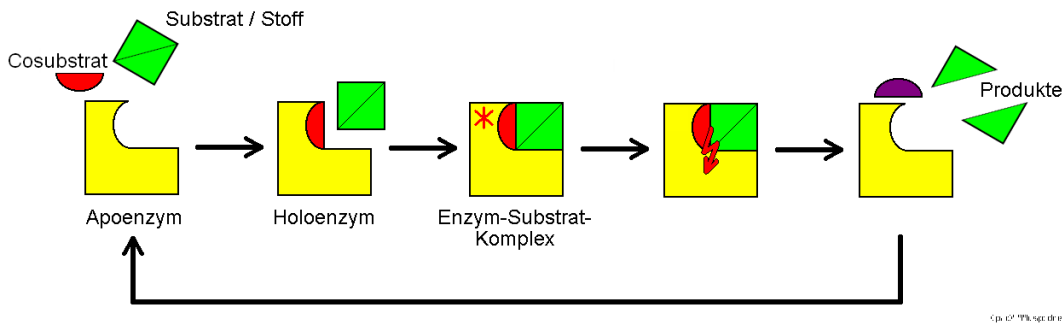 Substrat / Stoff
Cosubstrat
Produkte
Apoenzym
Holoenzym
Enzym-Substrat-
Komplex